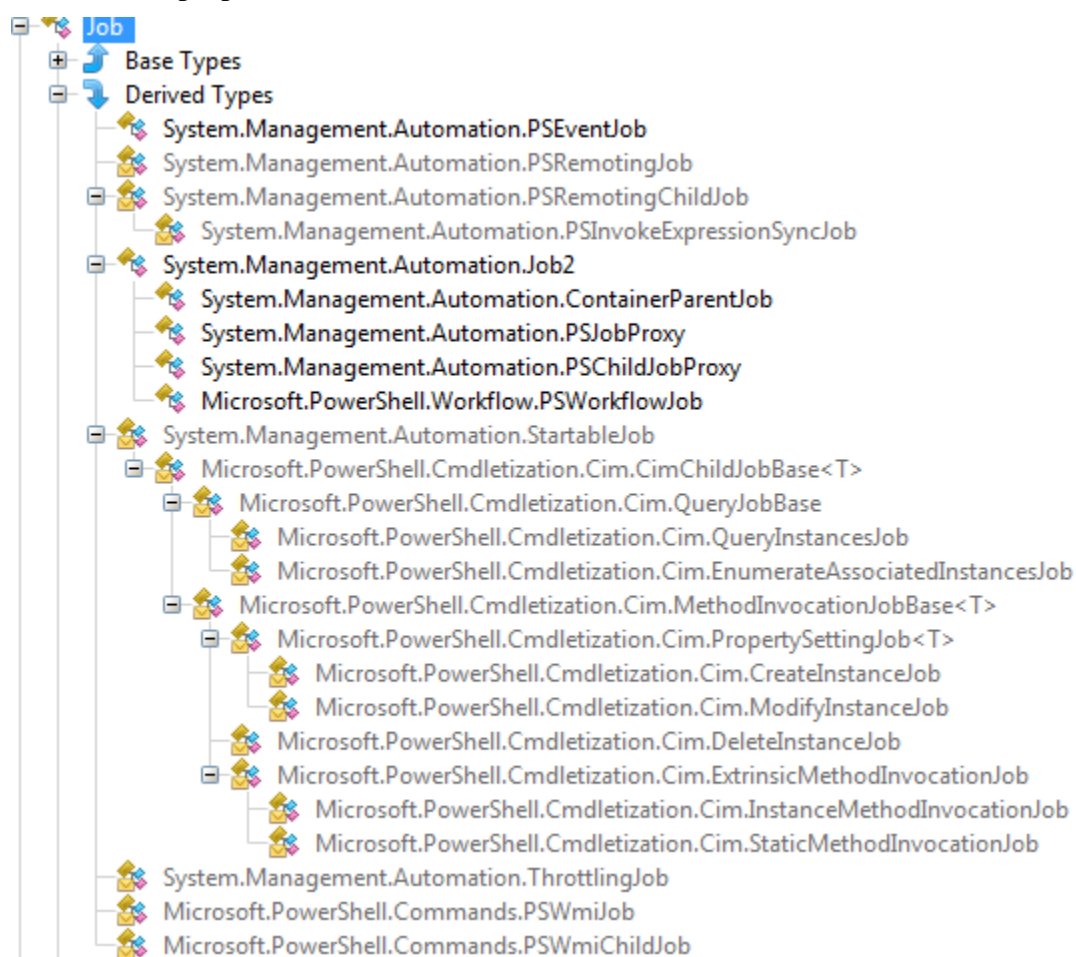 Job
Base Types
Derived Types
System.Management.Automation.PSEventJob
System.Management.Automation.PSRemotingJob
System.Management.Automation.PSRemotingChildJob
System.Management.Automation.PSInvokeExpressionSyncJob
System.Management.Automation.Job2
System.Management.Automation.ContainerParentJob
System.Management.Automation.PSJobProxy
System.Management.Automation.PSChildJobProxy
Microsoft.PowerShell.Workflow.PSWorkflowJob
System.Management.Automation.StartableJob
Microsoft.PowerShell.Cmdletization.Cim.CimChildJobBase<T>
Microsoft.PowerShell.Cmdletization.Cim.QueryJobBase
Microsoft.PowerShell.Cmdletization.Cim.QueryInstancesJob
Microsoft.PowerShell.Cmdletization.Cim.EnumerateAssociatedInstancesJob
Microsoft.PowerShell.Cmdletization.Cim.MethodInvocationJobBase<T>
Microsoft.PowerShell.Cmdletization.Cim.PropertySettingJob<T>
Microsoft.PowerShell.Cmdletization.Cim.CreateInstanceJob
Microsoft.PowerShell.Cmdletization.Cim.ModifyInstanceJob
Microsoft.PowerShell.Cmdletization.Cim.DeleteInstanceJob
Microsoft.PowerShell.Cmdletization.Cim.ExtrinsicMethodInvocationJob
Microsoft.PowerShell.Cmdletization.Cim.InstanceMethodInvocationJob
Microsoft.PowerShell.Cmdletization.Cim.StaticMethodInvocationJob
System.Management.Automation.ThrottlingJob
Microsoft.PowerShell.Commands.PSWmiJob
Microsoft.PowerShell.Commands.PSWmiChildJob